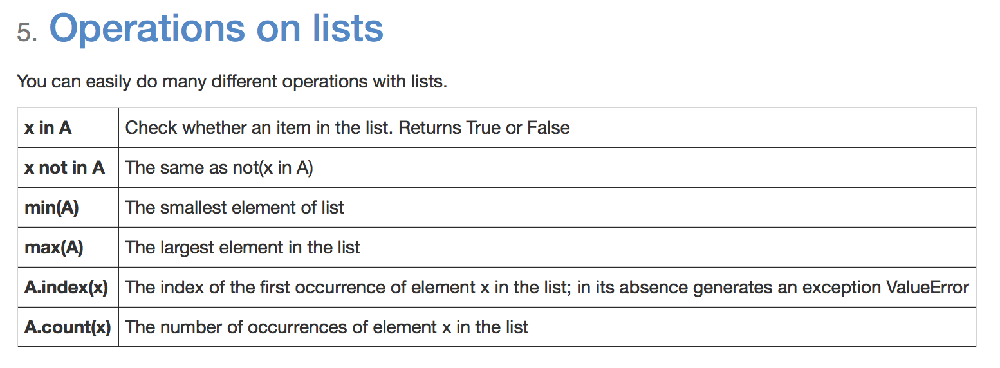 5. Operations on lists
You can easily do many different operations with lists.
x in A Check whether an item in the list. Returns True or False
x not in A The same as not(x in A)
min(A) The smallest element of list
max(A) The largest element in the list
A.index(x) The index of the first occurrence of element x in the list; in its absence generates an exception ValueError
A.count(x) The number of occurrences of element x in the list